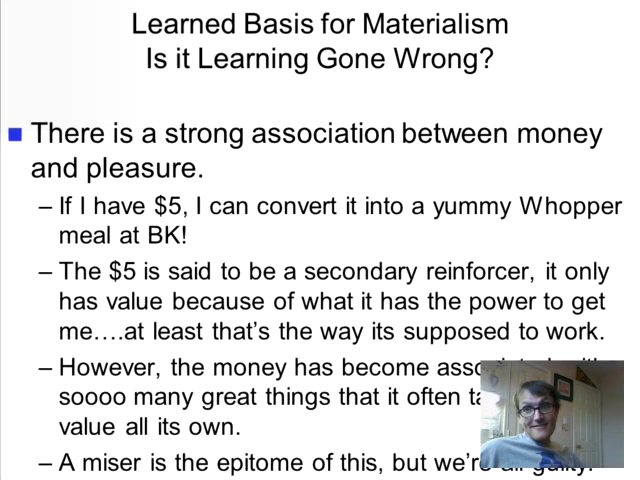 Learned Basis for Materialism
Is it Learning Gone Wrong?
There is a strong association between money
and pleasure.
– If I have $5, I can convert it into a yummy Whopper
meal at BK!
– The $5 is said to be a secondary reinforcer, it only
has value because of what it has the power to get
me….at least that's the way its supposed to work.
– However, the money has become
soooo many great things that it often
value all its own.
– A miser is the epitome of this, but we're all guilty.